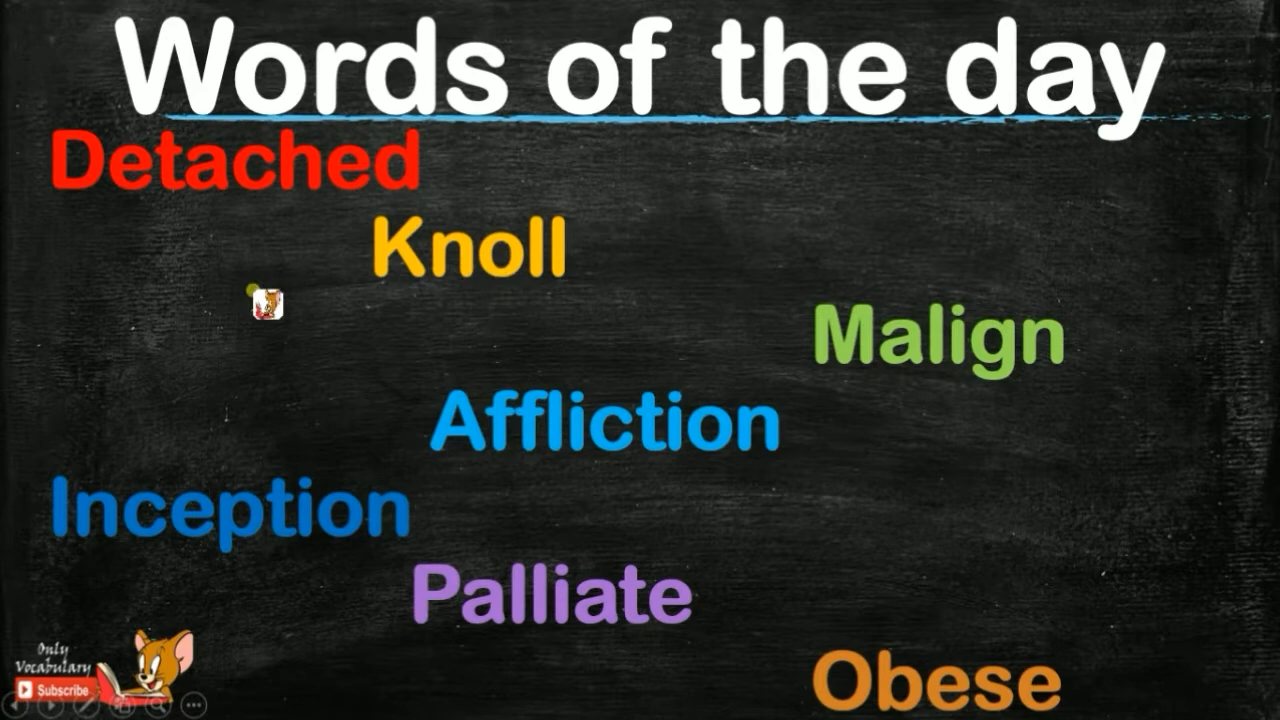 Words of the day
Detached
Knoll
Malign
Affliction
Inception
Palliate
Obese
Only
Vocabulary
Subscribe